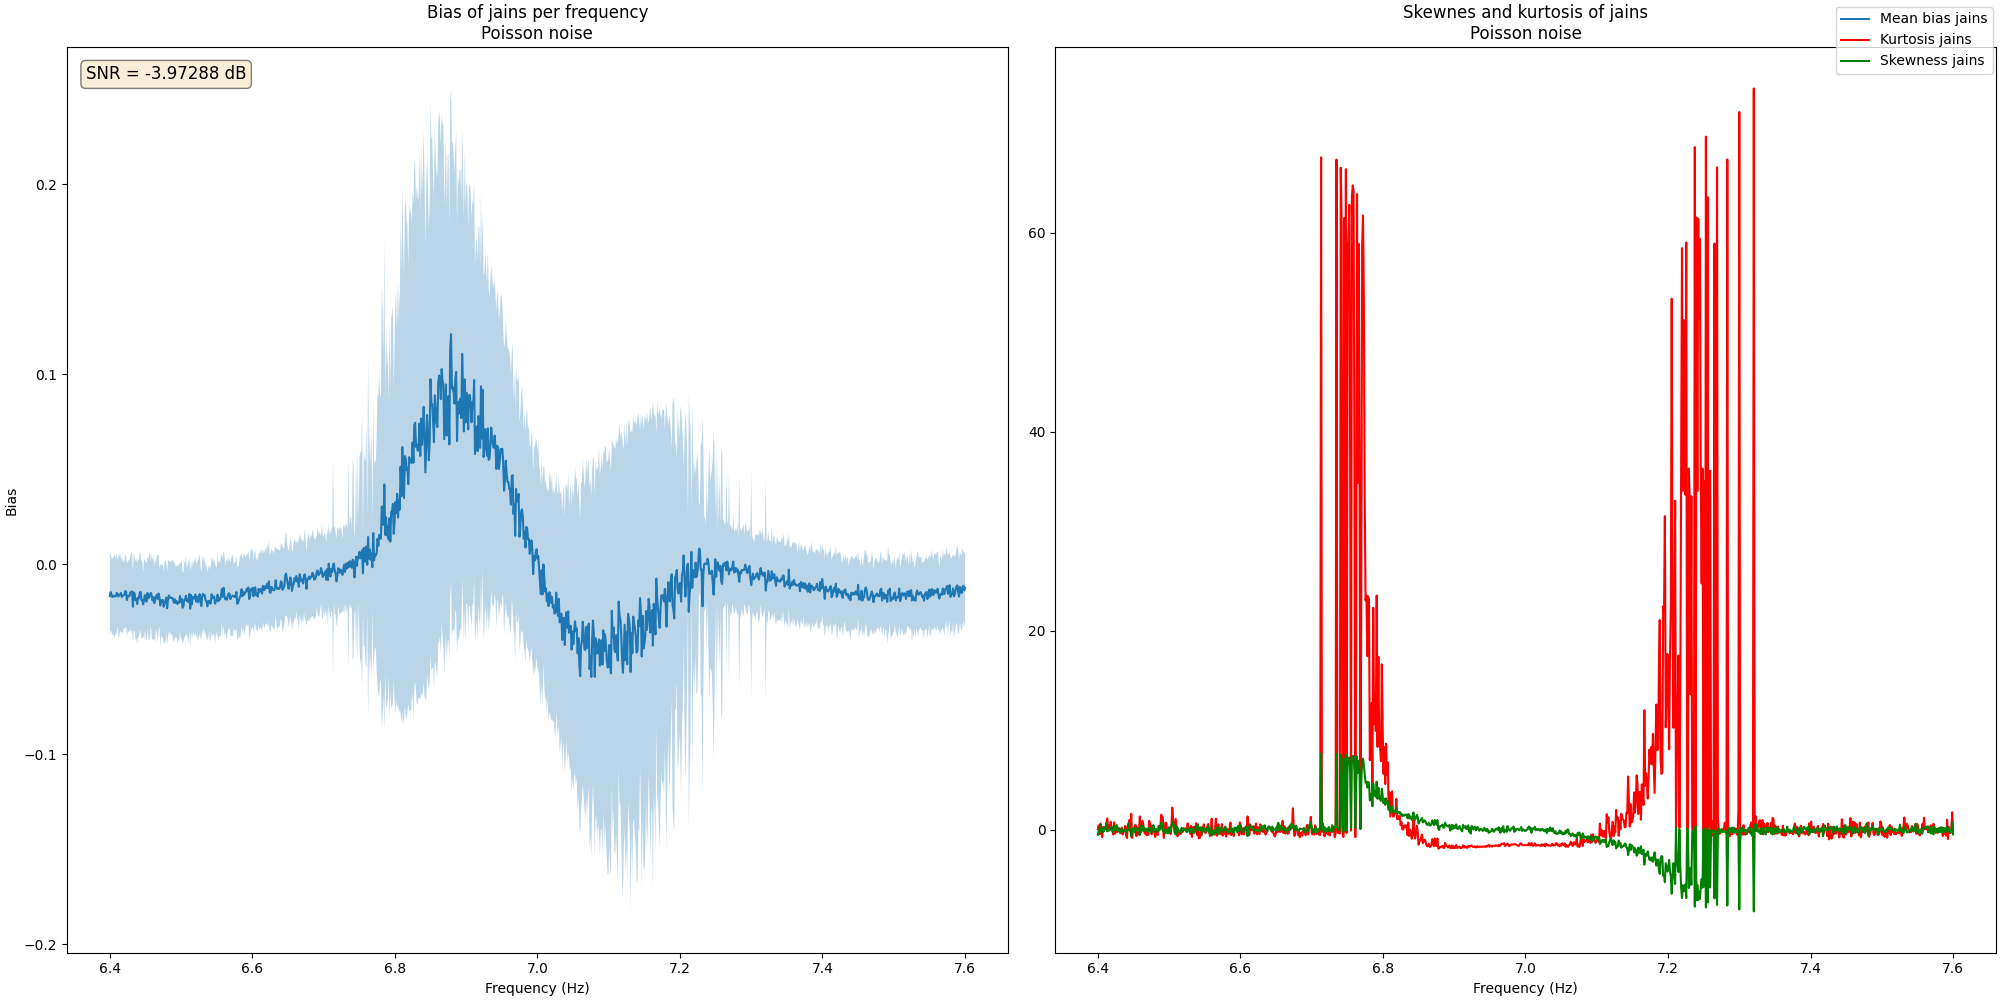 Bias of jains per frequency
Poisson noise
SNR = -3.97288 dB
0.2
0.1
0.0
−0.1
−0.2
Bias
6.4 6.6 6.8 7.0 7.2 7.4 7.6
Frequency (Hz)
Skewnes and kurtosis of jains
Poisson noise
Mean bias jains
Kurtosis jains
Skewness jains
60
40
20
0
6.4 6.6 6.8 7.0 7.2 7.4 7.6
Frequency (Hz)